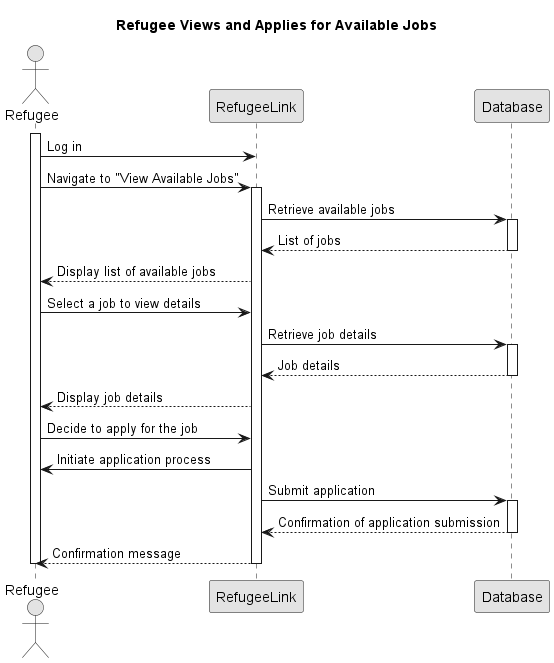 Refugee Views and Applies for Available Jobs
Refugee
RefugeeLink
Database
Log in
Navigate to "View Available Jobs"
Retrieve available jobs
List of jobs
Display list of available jobs
Select a job to view details
Retrieve job details
Job details
Display job details
Decide to apply for the job
Initiate application process
Submit application
Confirmation of application submission
Confirmation message
Refugee
RefugeeLink
Database